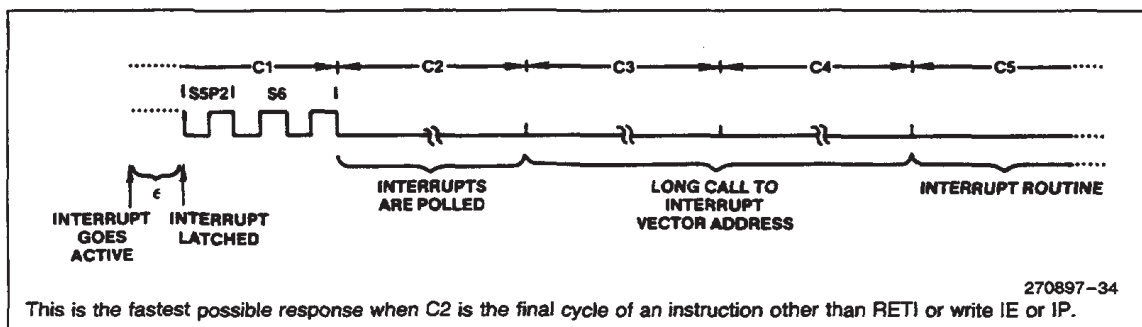 C1 C2 C3 C4 C5
S5P2 S6
ε
INTERRUPT GOES ACTIVE
INTERRUPT LATCHED
INTERRUPTS ARE POLLED
LONG CALL TO INTERRUPT VECTOR ADDRESS
INTERRUPT ROUTINE
270897-34
This is the fastest possible response when C2 is the final cycle of an instruction other than RETI or write IE or IP.